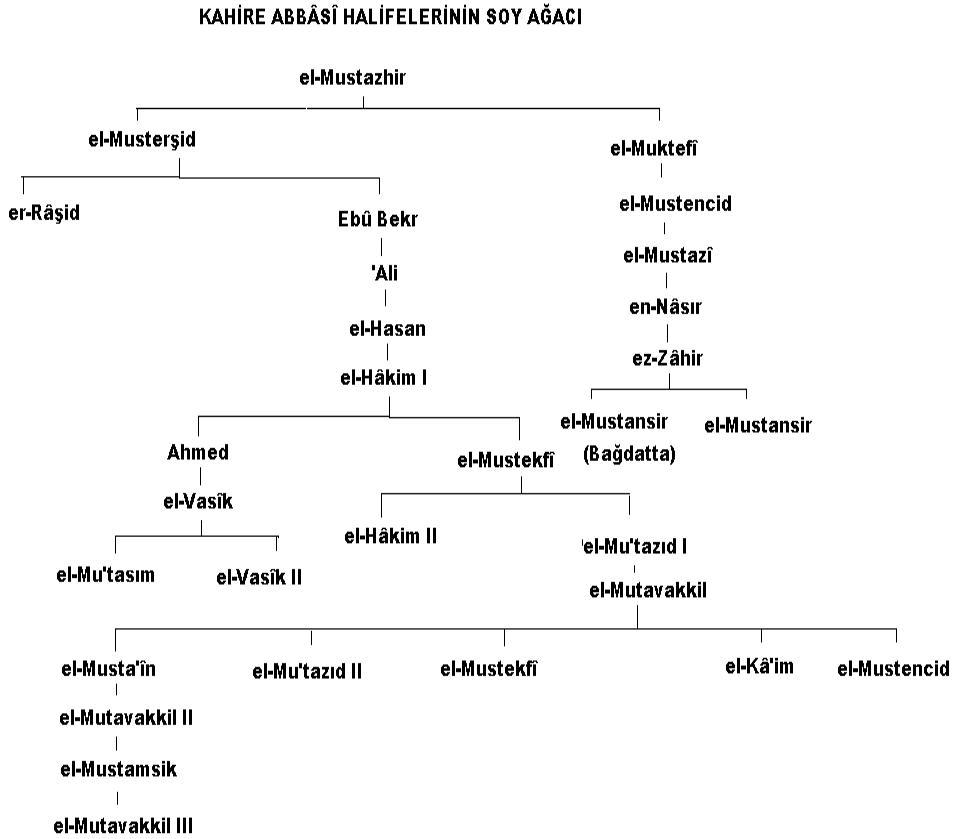 KAHİRE ABBÂSÎ HALİFELERİNİN SOY AĞACI
el-Mustazhir
el-Musterşid
el-Muktefî
er-Râşid
Ebû Bekr
el-Mustencid
'Ali
el-Mustazî
el-Hasan
en-Nâsır
el-Hâkim I
ez-Zâhir
el-Mustansir
(Bağdatta)
el-Mustansir
Ahmed
el-Mustekfî
el-Vasîk
el-Hâkim II
el-Mu'tazıd I
el-Mu'tasım
el-Vasîk II
el-Mutavakkil
el-Musta'în
el-Mu'tazıd II
el-Mustekfî
el-Kâ'im
el-Mustencid
el-Mutavakkil II
el-Mustamsik
el-Mutavakkil III